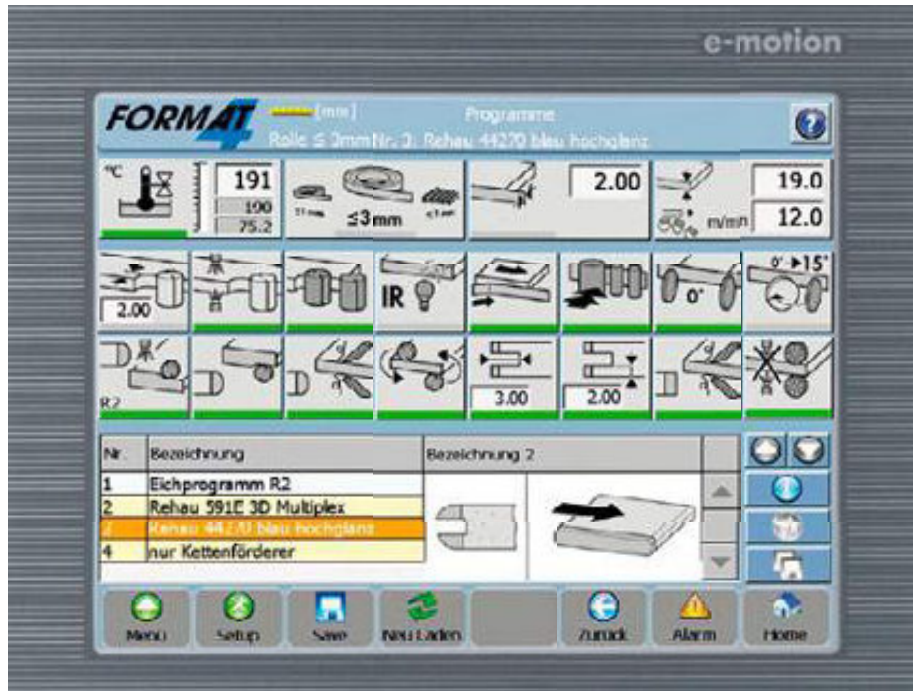 e-motion
FORMAT 4
[mm]
Programme
Rolle ≤ 3mm Nr. 3: Rehau 44270 blau hochglanz
°C
191
190
75.2
≤3mm
2.00
19.0
m/mn 12.0
2.00
IR
0°
0° 15°
R2
3.00
2.00
Nr. Bezeichnung Bezeichnung 2
1 Eichprogramm R2
2 Rehau 591E 3D Multiplex
3 Rehau 44270 blau hochglanz
4 nur Kettenförderer
Menü Setup Save Neu Laden Zurück Alarm Home